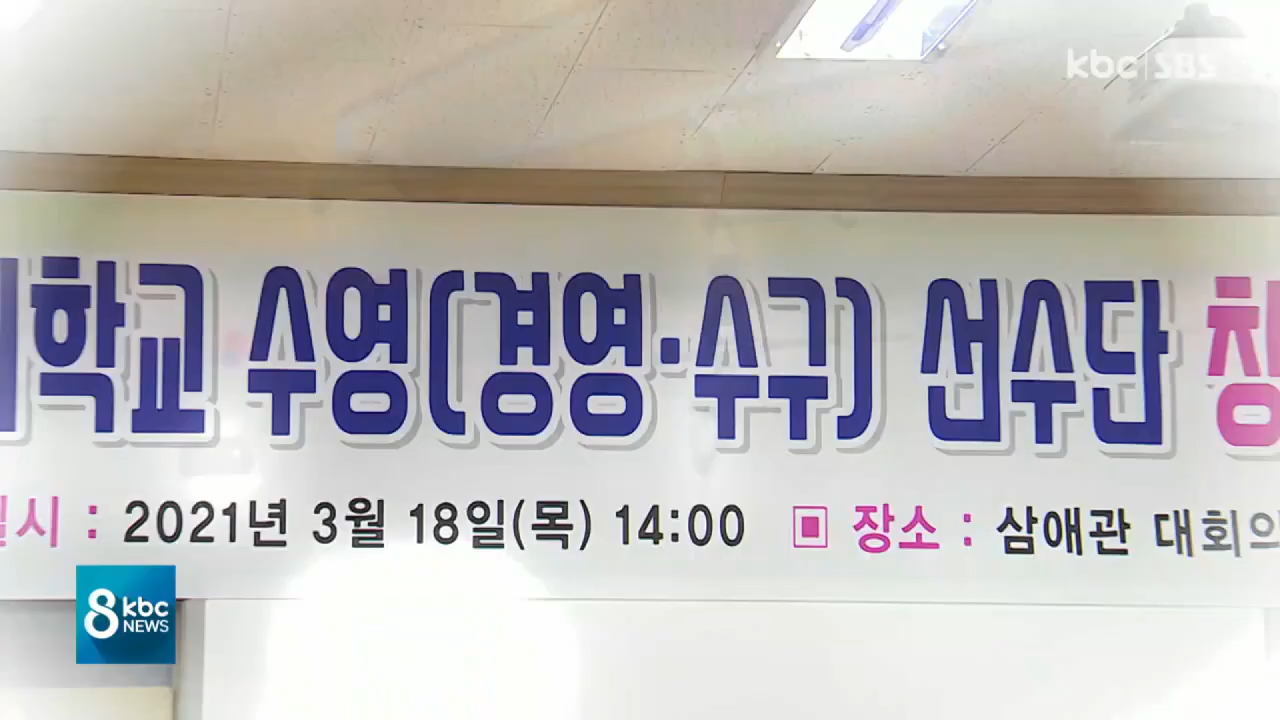 kbc SBS
학교 수영(경영·수구) 선수단 창
일시 : 2021년 3월 18일(목) 14:00 ▣ 장소 : 삼애관 대회의
8 kbc NEWS